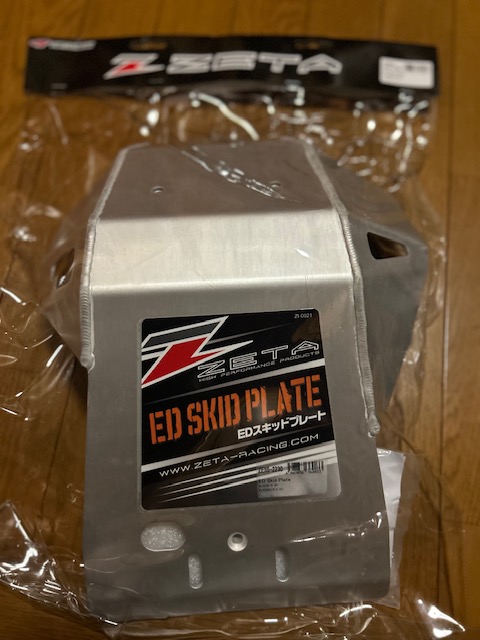 ZETA
ZI-0321
ZETA
HIGH PERFORMANCE PRODUCTS
ED SKID PLATE
EDスキッドプレート
WWW.ZETA-RACING.COM
ED Skid Plate